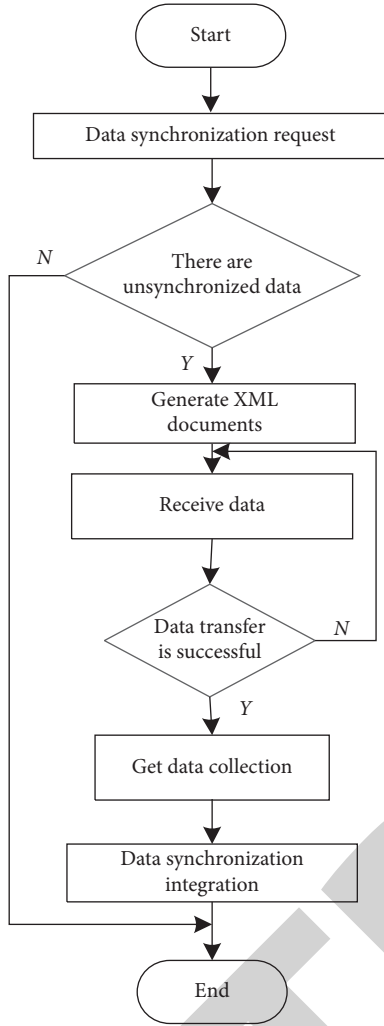 Start
Data synchronization request
There are
unsynchronized data
N
Y
Generate XML
documents
Receive data
Data transfer
is successful
N
Y
Get data collection
Data synchronization
integration
End